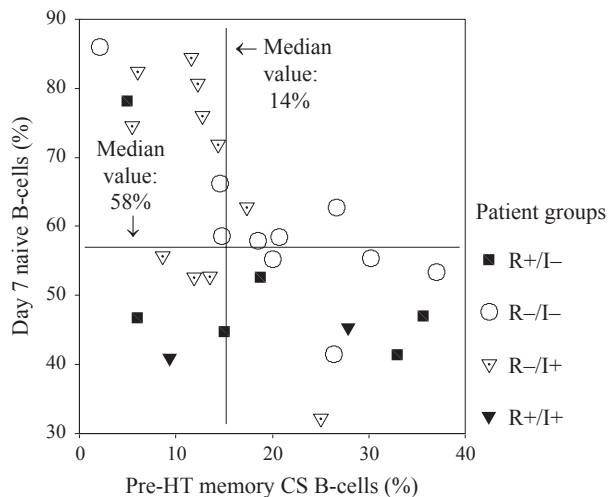 90
80
70
60
50
40
30
Day 7 naive B-cells (%)
← Median
value:
14%
Median
value:
58%
↓
0
10
20
30
40
Pre-HT memory CS B-cells (%)
Patient groups
R+/I–
R–/I–
R–/I+
R+/I+